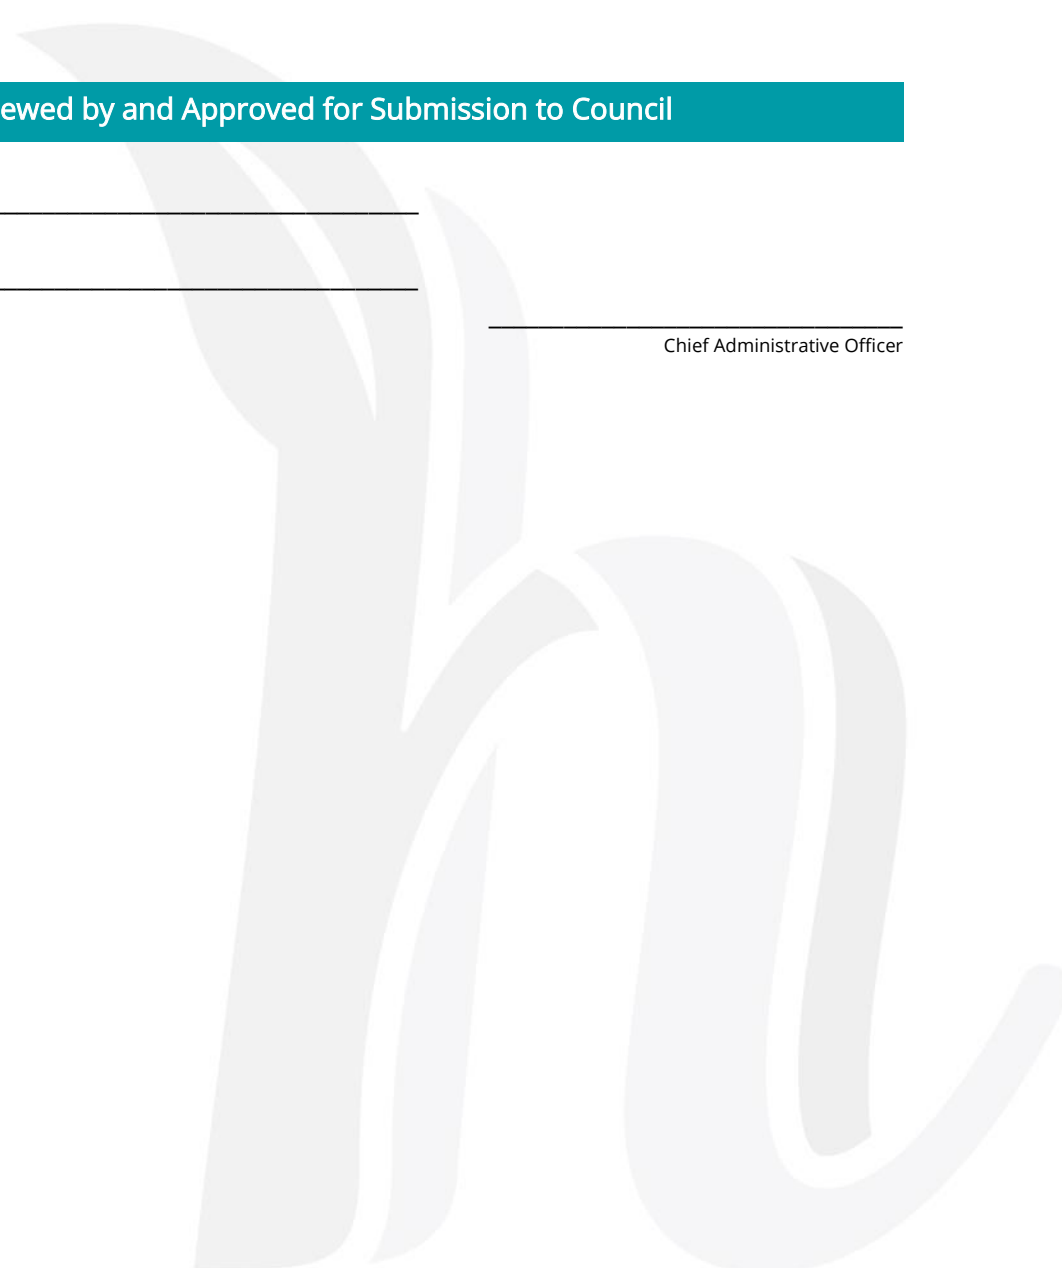 ewed by and Approved for Submission to Council
Chief Administrative Officer